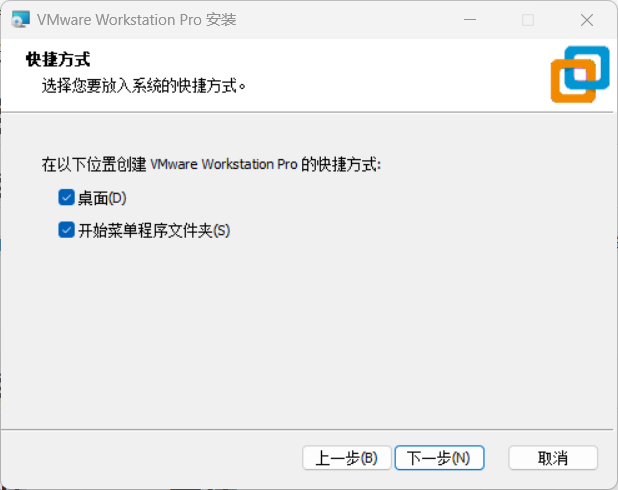 VMware Workstation Pro 安装
快捷方式
选择您要放入系统的快捷方式。
在以下位置创建 VMware Workstation Pro 的快捷方式:
桌面(D)
开始菜单程序文件夹(S)
上一步(B) 下一步(N) 取消